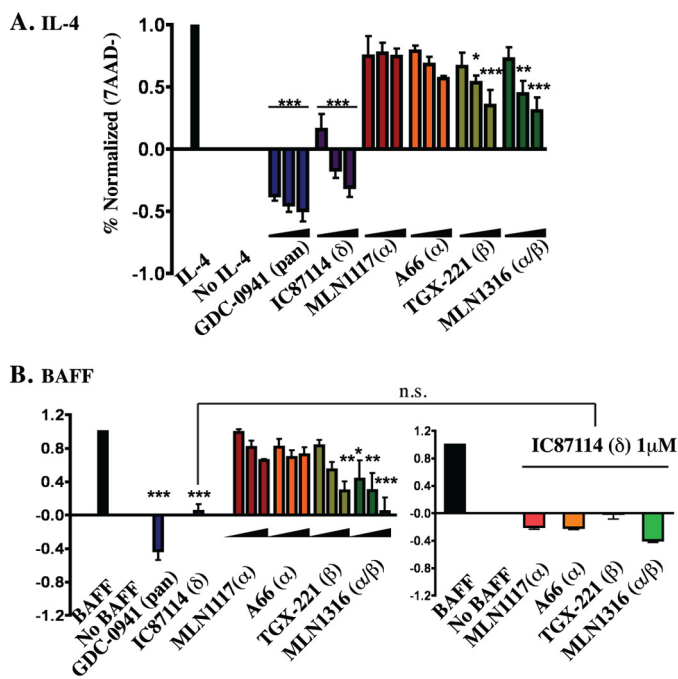 A. IL-4
% Normalized (7AAD-)
1.0
0.5
0.0
-0.5
-1.0
*** *** * *** ** ***
IL-4
No IL-4
GDC-0941 (pan)
IC87114 (δ)
MLN1117(α)
A66 (α)
TGX-221 (β)
MLN1316 (α/β)
B. BAFF
n.s.
1.2
0.8
0.4
-0.0
-0.4
-0.8
-1.2
*** *** ** * ** ***
BAFF
No BAFF
GDC-0941 (pan)
IC87114 (δ)
MLN1117(α)
A66 (α)
TGX-221 (β)
MLN1316 (α/β)
IC87114 (δ) 1μM
1.2
0.8
0.4
-0.0
-0.4
-0.8
-1.2
BAFF
No BAFF
MLN1117(α)
A66 (α)
TGX-221 (β)
MLN1316 (α/β)